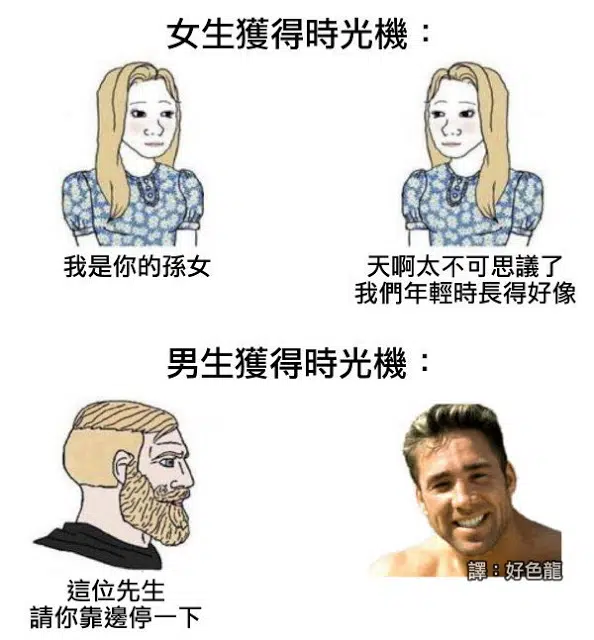 女生獲得時光機：
我是你的孫女
天啊太不可思議了
我們年輕時長得好像
男生獲得時光機：
這位先生
請你靠邊停一下
譯：好色龍